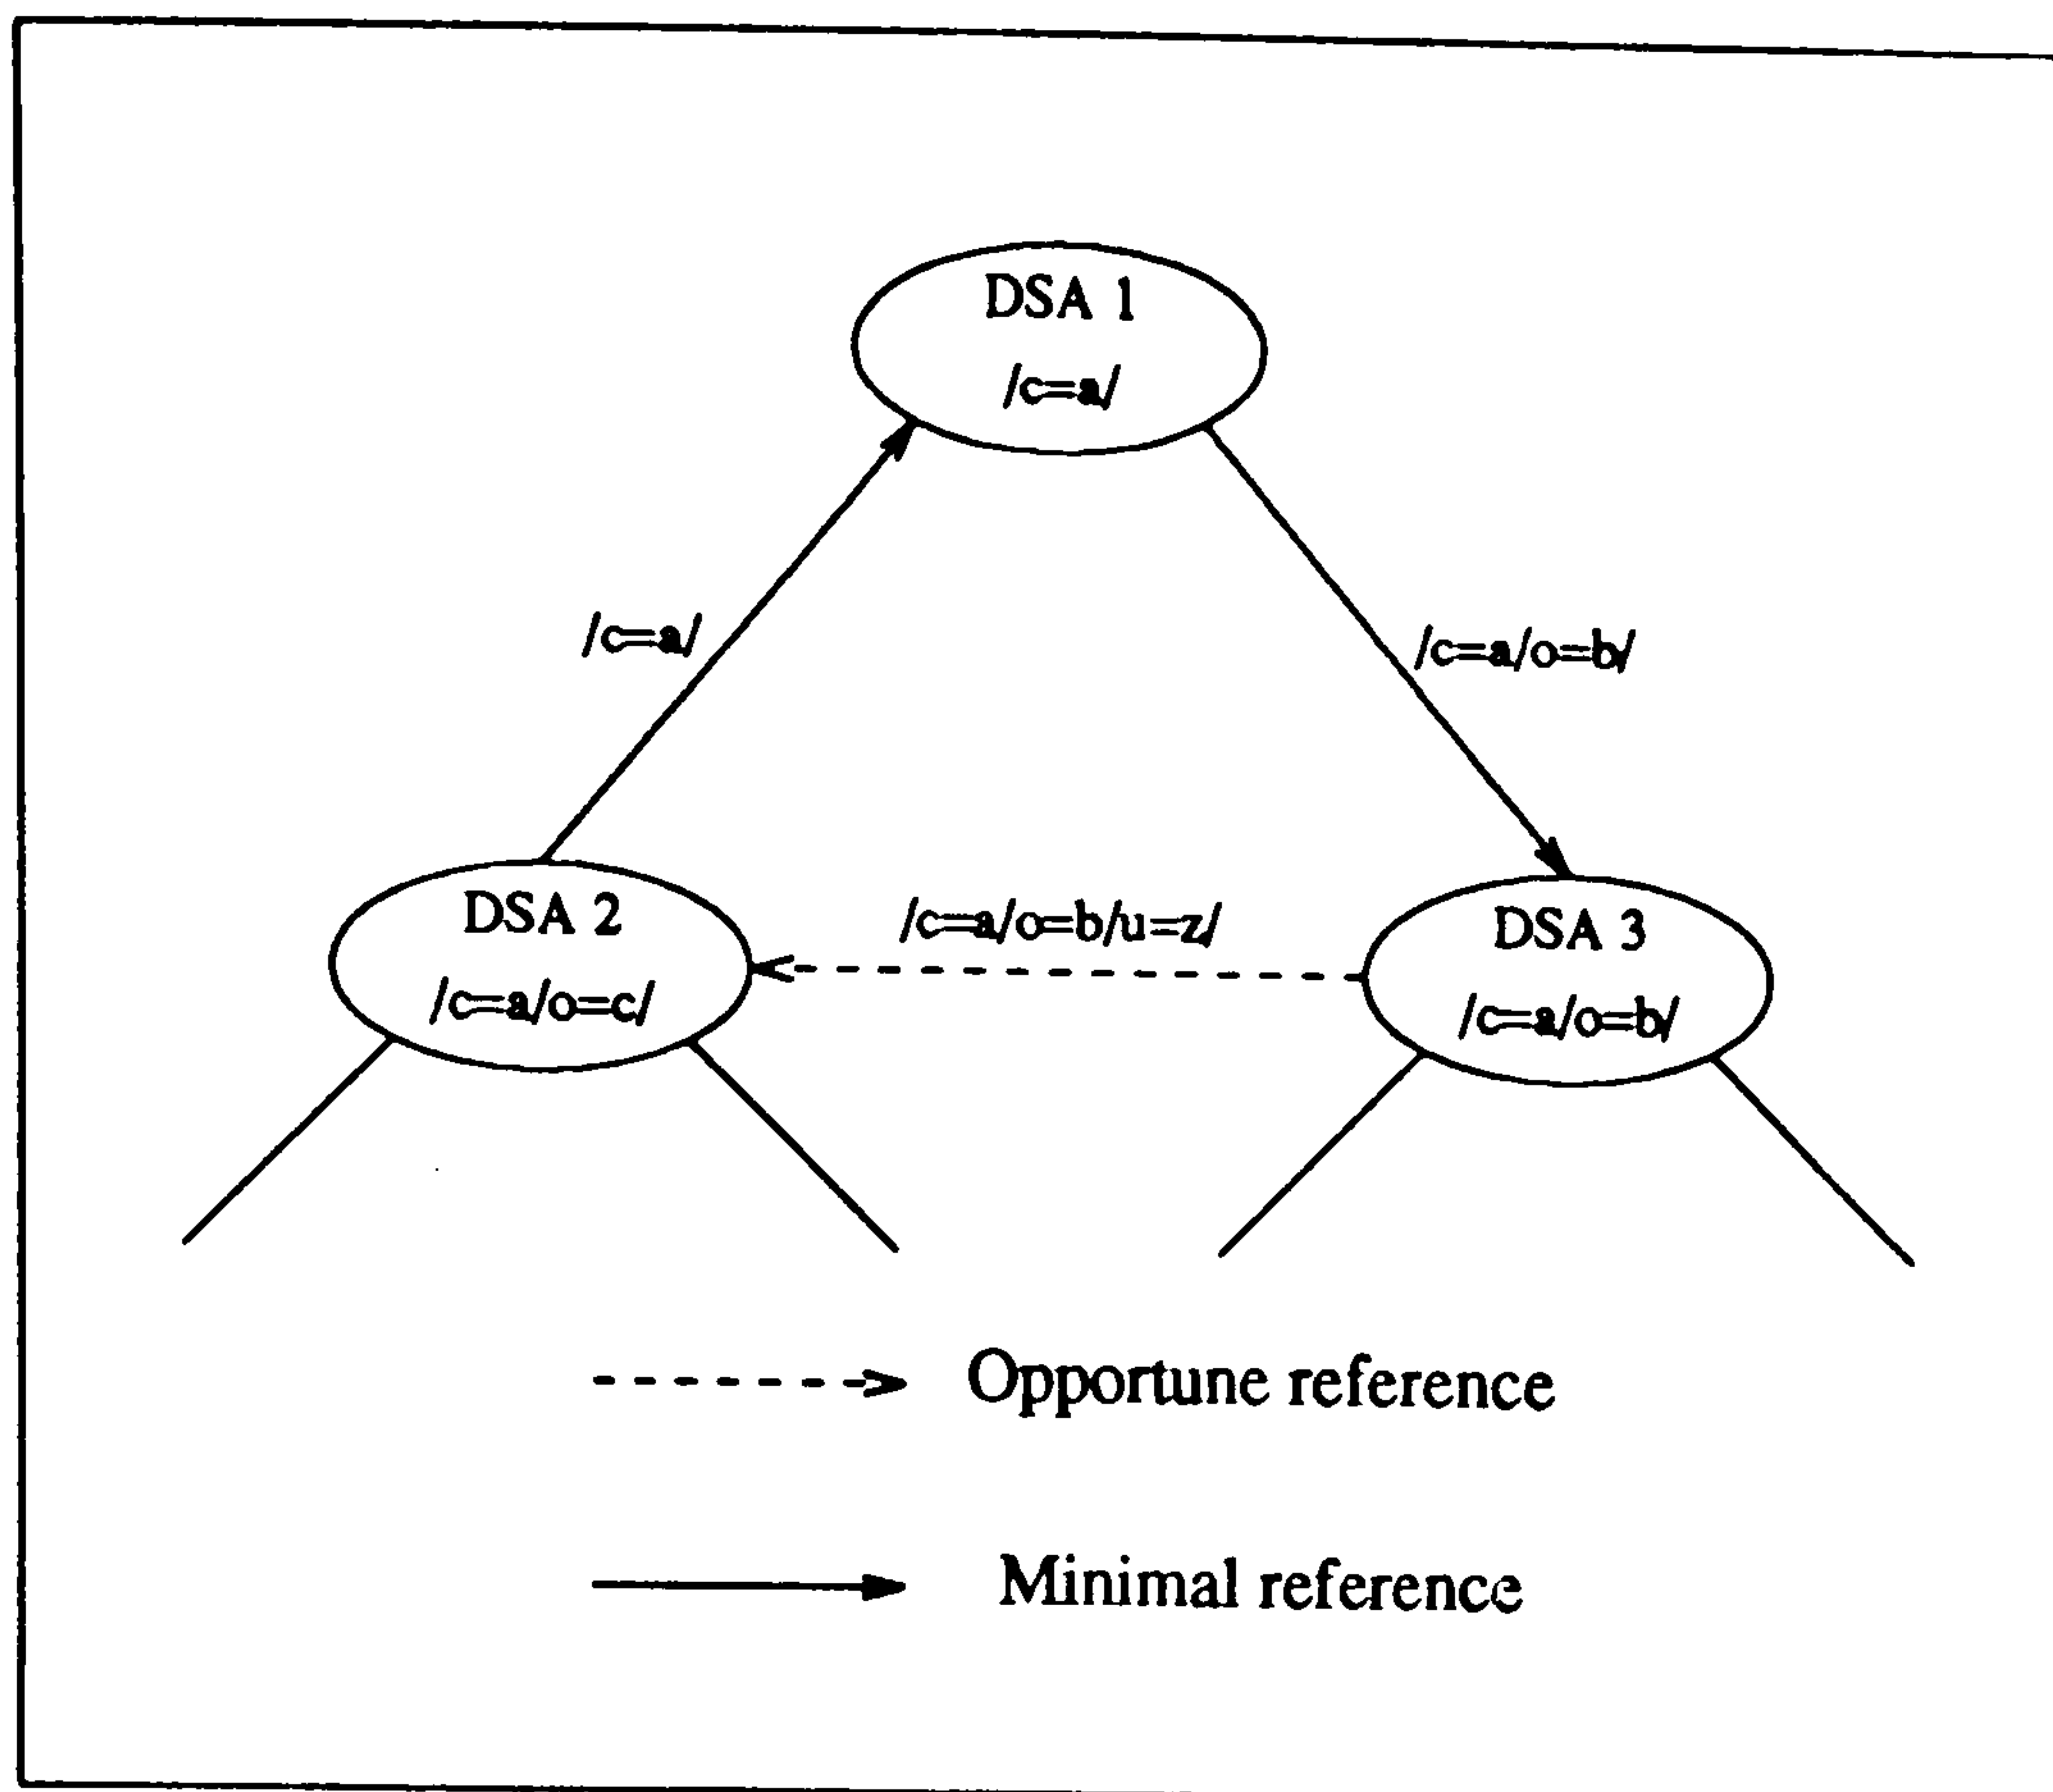 DSA 1
/c=a/
/c=a/
/c=a/o=b/
DSA 2
/c=a/o=c/
/c=a/o=b/u=z/
DSA 3
/c=a/o=b/
Opportune reference
Minimal reference